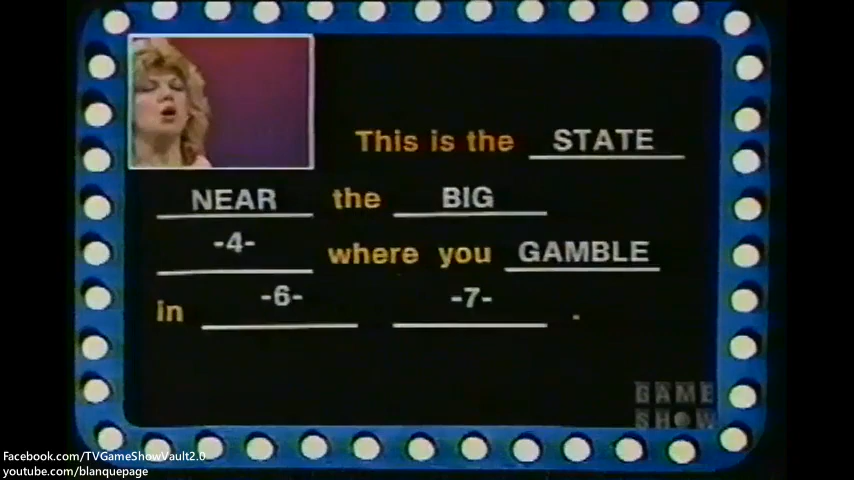 This is the STATE
NEAR the BIG
-4- where you GAMBLE
in -6- -7- .
GAME
SHOW
Facebook.com/TVGameShowVault2.0
youtube.com/blanquepage